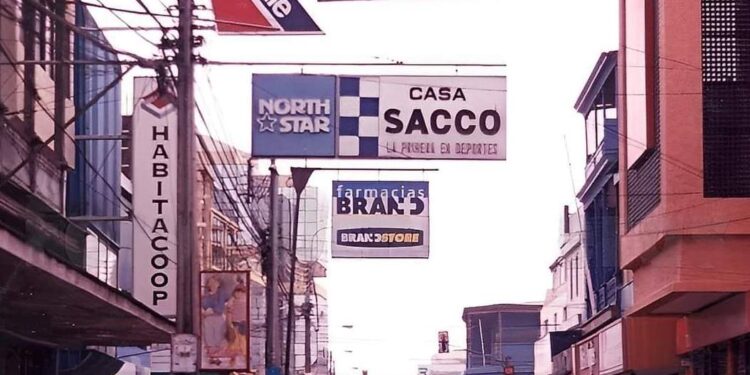 NORTH
STAR
CASA
SACCO
LA PRIMERA EN DEPORTES
farmacias
BRAND
BRANDSTORE
HABITACOOP